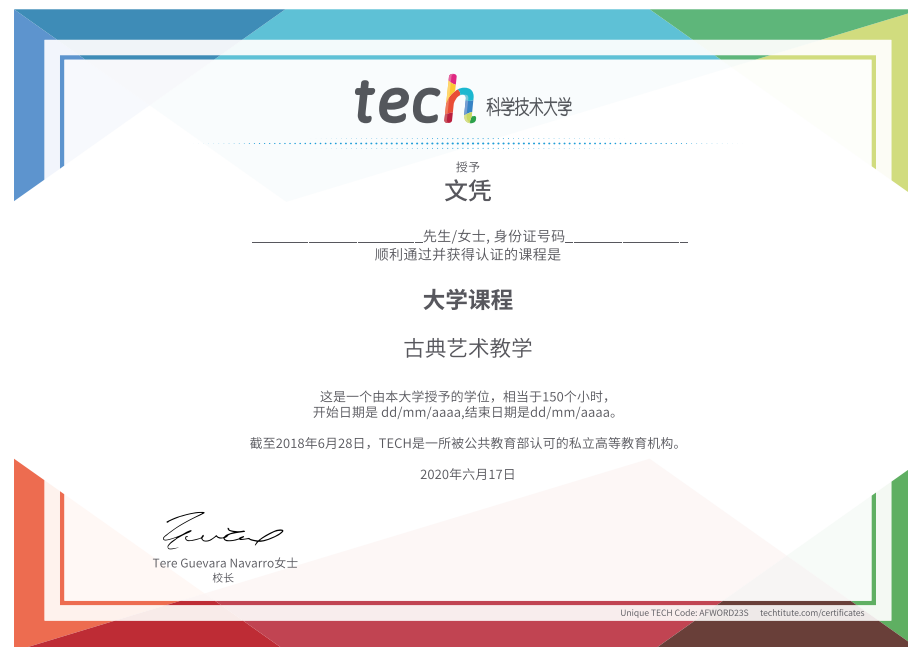 tech 科学技术大学
授予
文凭
______________________先生/女士, 身份证号码________________
顺利通过并获得认证的课程是
大学课程
古典艺术教学
这是一个由本大学授予的学位，相当于150个小时，
开始日期是 dd/mm/aaaa,结束日期是dd/mm/aaaa。
截至2018年6月28日，TECH是一所被公共教育部认可的私立高等教育机构。
2020年六月17日
Tere Guevara Navarro女士
校长
Unique TECH Code: AFWORD23S techtitute.com/certificates